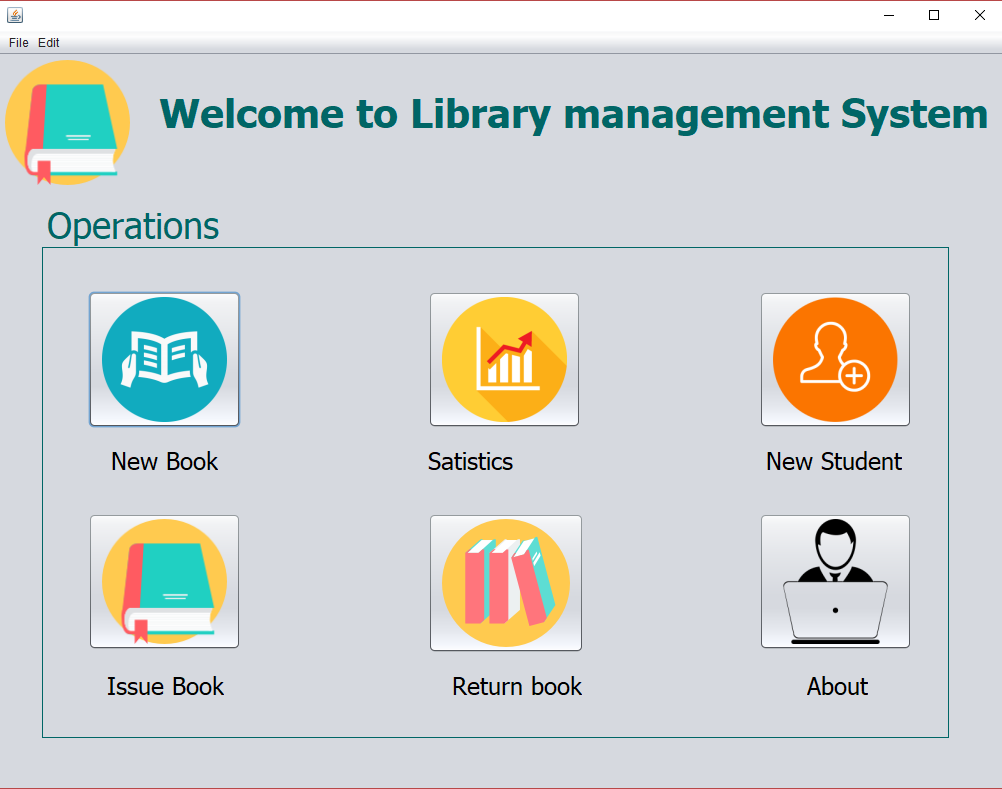 File Edit
Welcome to Library management System
Operations
New Book
Satistics
New Student
Issue Book
Return book
About